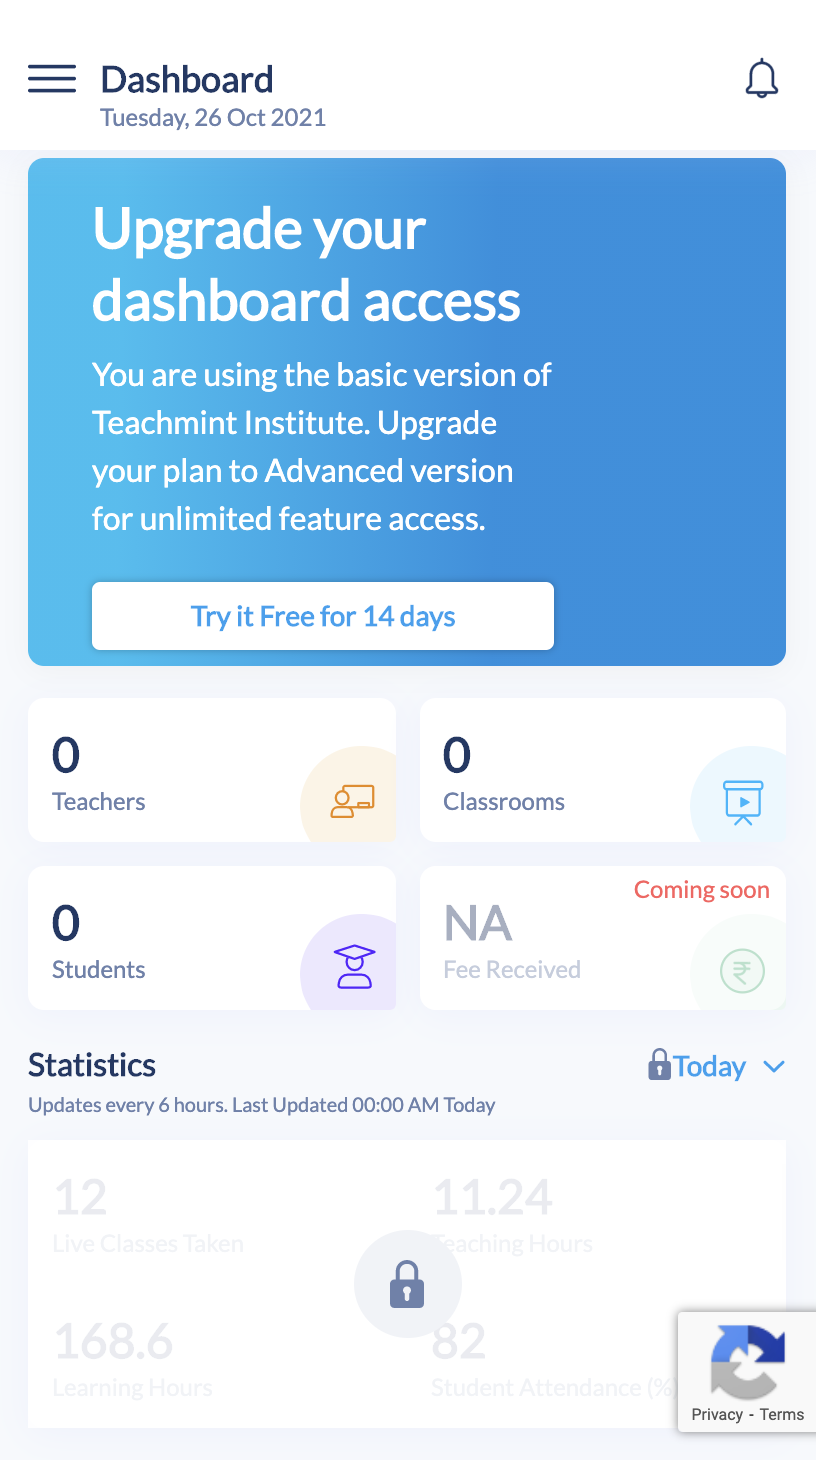 Dashboard
Tuesday, 26 Oct 2021
Upgrade your
dashboard access
You are using the basic version of
Teachmint Institute. Upgrade
your plan to Advanced version
for unlimited feature access.
Try it Free for 14 days
0
Teachers
0
Classrooms
0
Students
Coming soon
NA
Fee Received
Statistics
Today
Updates every 6 hours. Last Updated 00:00 AM Today
12
Live Classes Taken
11.24
Teaching Hours
168.6
Learning Hours
82
Student Attendance (%)
Privacy - Terms